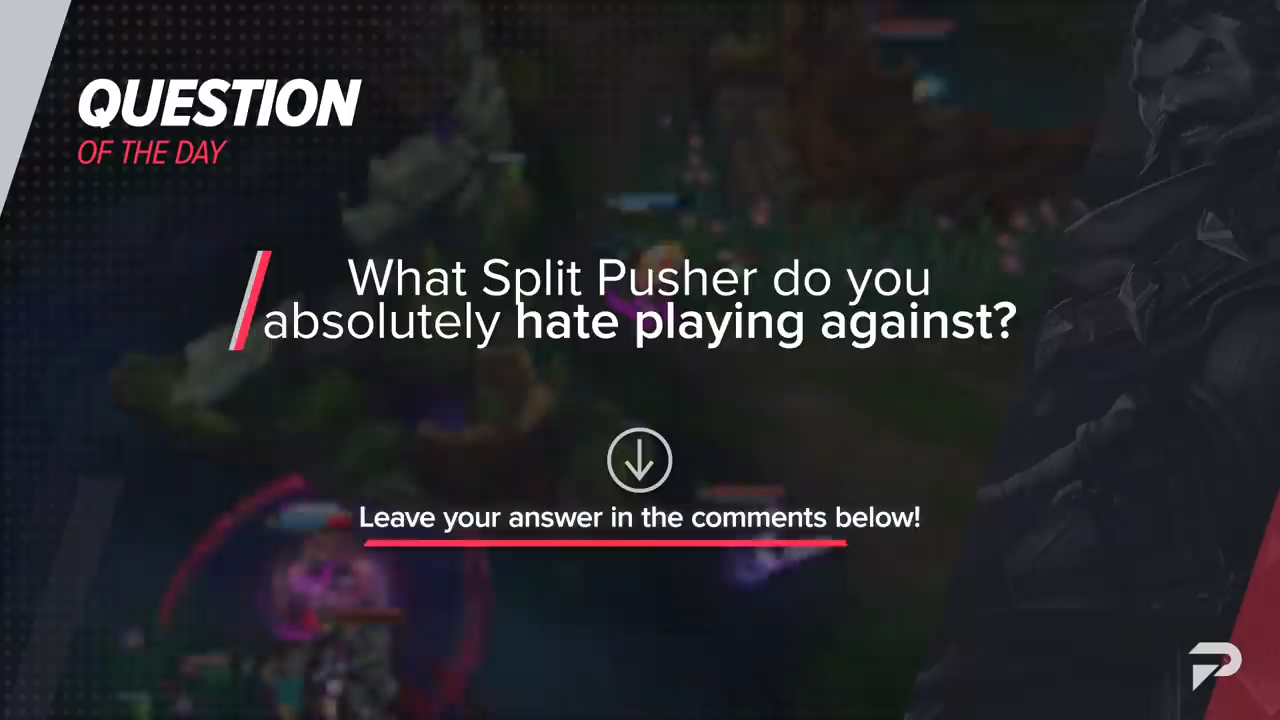 QUESTION
OF THE DAY
What Split Pusher do you
absolutely hate playing against?
Leave your answer in the comments below!